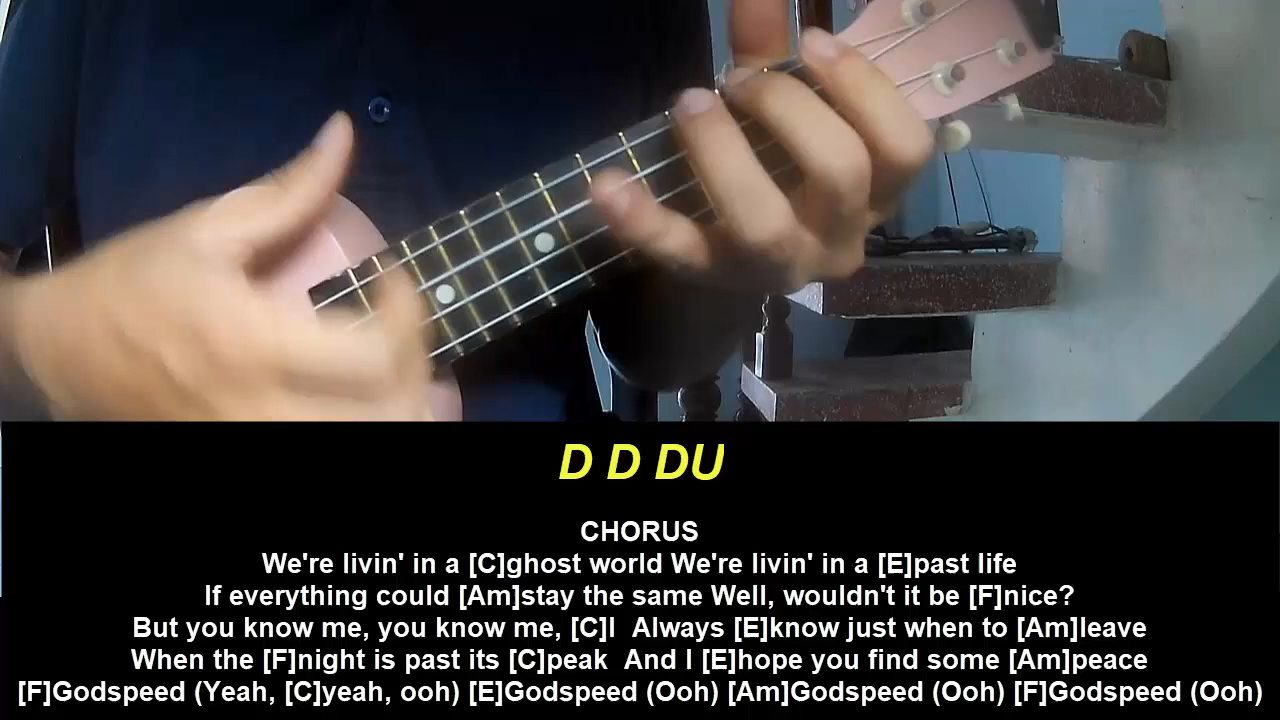 D D DU
CHORUS
We're livin' in a [C]ghost world We're livin' in a [E]past life
If everything could [Am]stay the same Well, wouldn't it be [F]nice?
But you know me, you know me, [C]I  Always [E]know just when to [Am]leave
When the [F]night is past its [C]peak  And I [E]hope you find some [Am]peace
[F]Godspeed (Yeah, [C]yeah, ooh) [E]Godspeed (Ooh) [Am]Godspeed (Ooh) [F]Godspeed (Ooh)